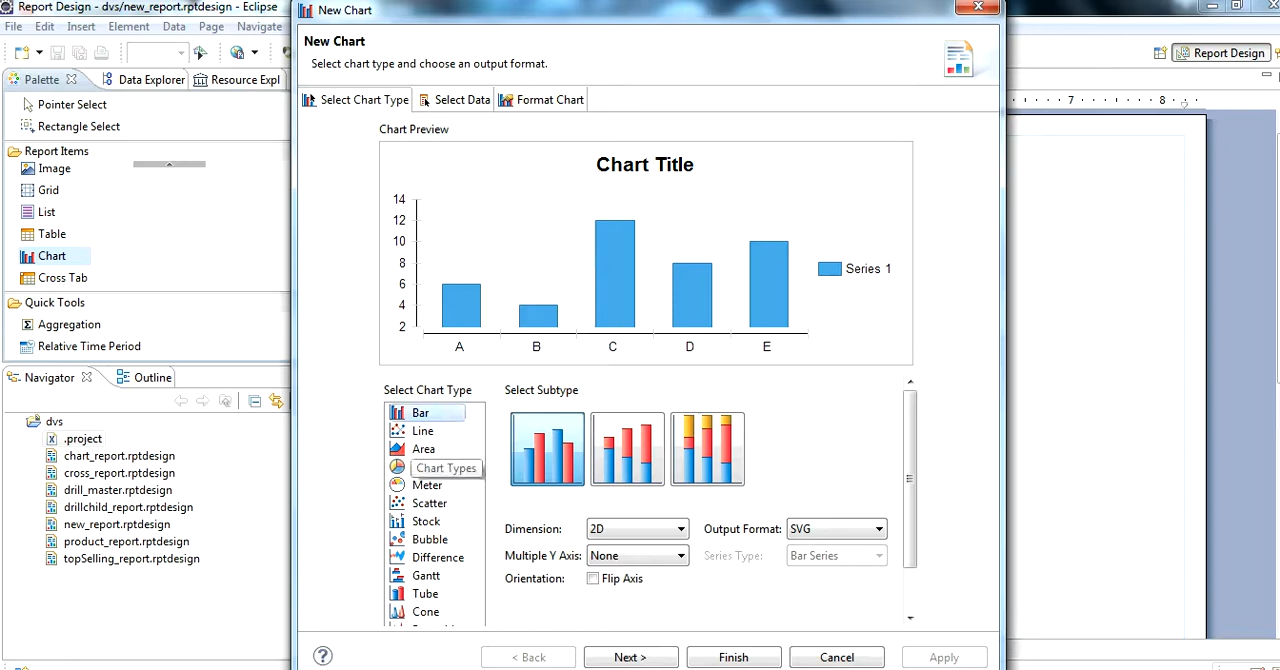 Report Design - dvs/new_report.rptdesign - Eclipse
File Edit Insert Element Data Page Navigate
Palette Data Explorer Resource Expl
Pointer Select
Rectangle Select
Report Items
Image
Grid
List
Table
Chart
Cross Tab
Quick Tools
Σ Aggregation
Relative Time Period
Navigator Outline
dvs
.project
chart_report.rptdesign
cross_report.rptdesign
drill_master.rptdesign
drillchild_report.rptdesign
new_report.rptdesign
product_report.rptdesign
topSelling_report.rptdesign
New Chart
New Chart
Select chart type and choose an output format.
Select Chart Type Select Data Format Chart
Chart Preview
Chart Title
14
12
10
8
6
4
2
A B C D E
Series 1
Select Chart Type
Bar
Line
Area
Chart Types
Meter
Scatter
Stock
Bubble
Difference
Gantt
Tube
Cone
Select Subtype
Dimension: 2D Output Format: SVG
Multiple Y Axis: None Series Type: Bar Series
Orientation: Flip Axis
? < Back Next > Finish Cancel Apply
Report Design
7 8